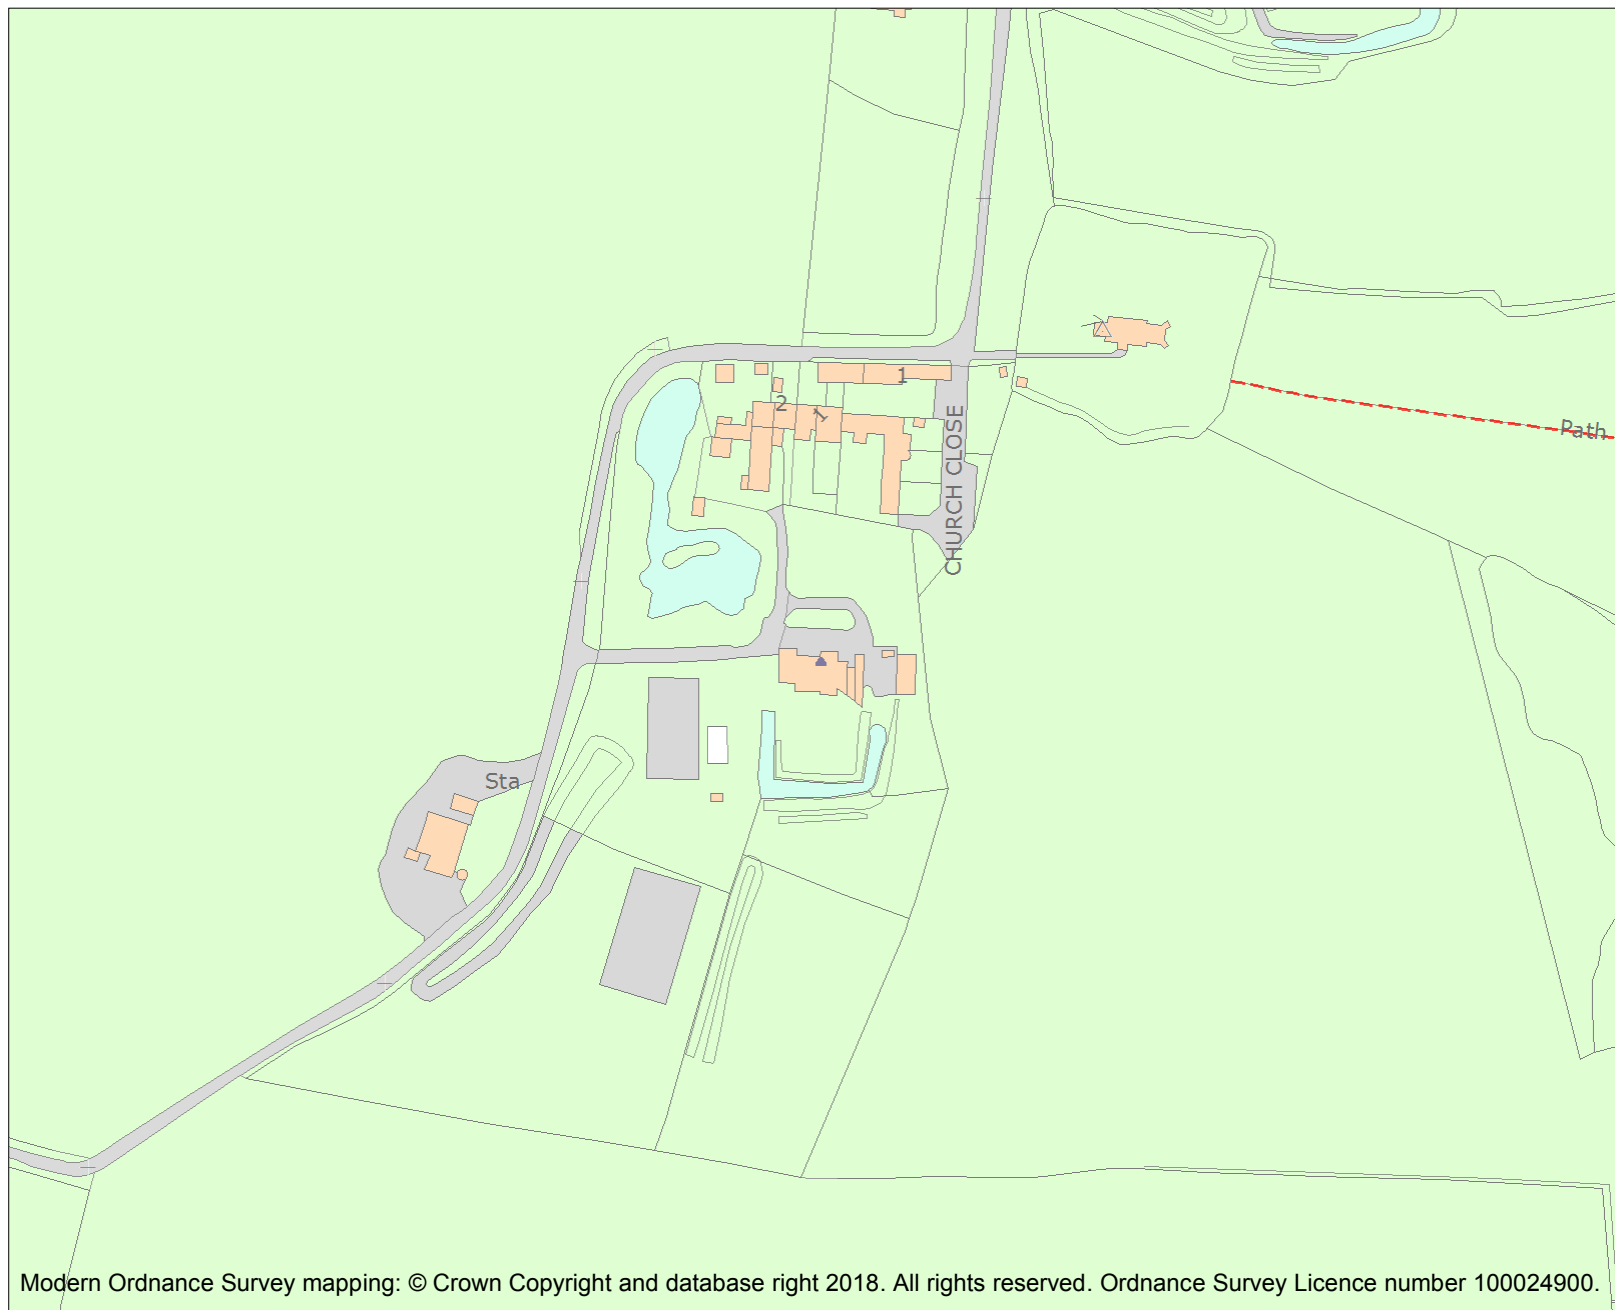 1
2
1
CHURCH CLOSE
Path
Sta
Modern Ordnance Survey mapping: © Crown Copyright and database right 2018. All rights reserved. Ordnance Survey Licence number 100024900.